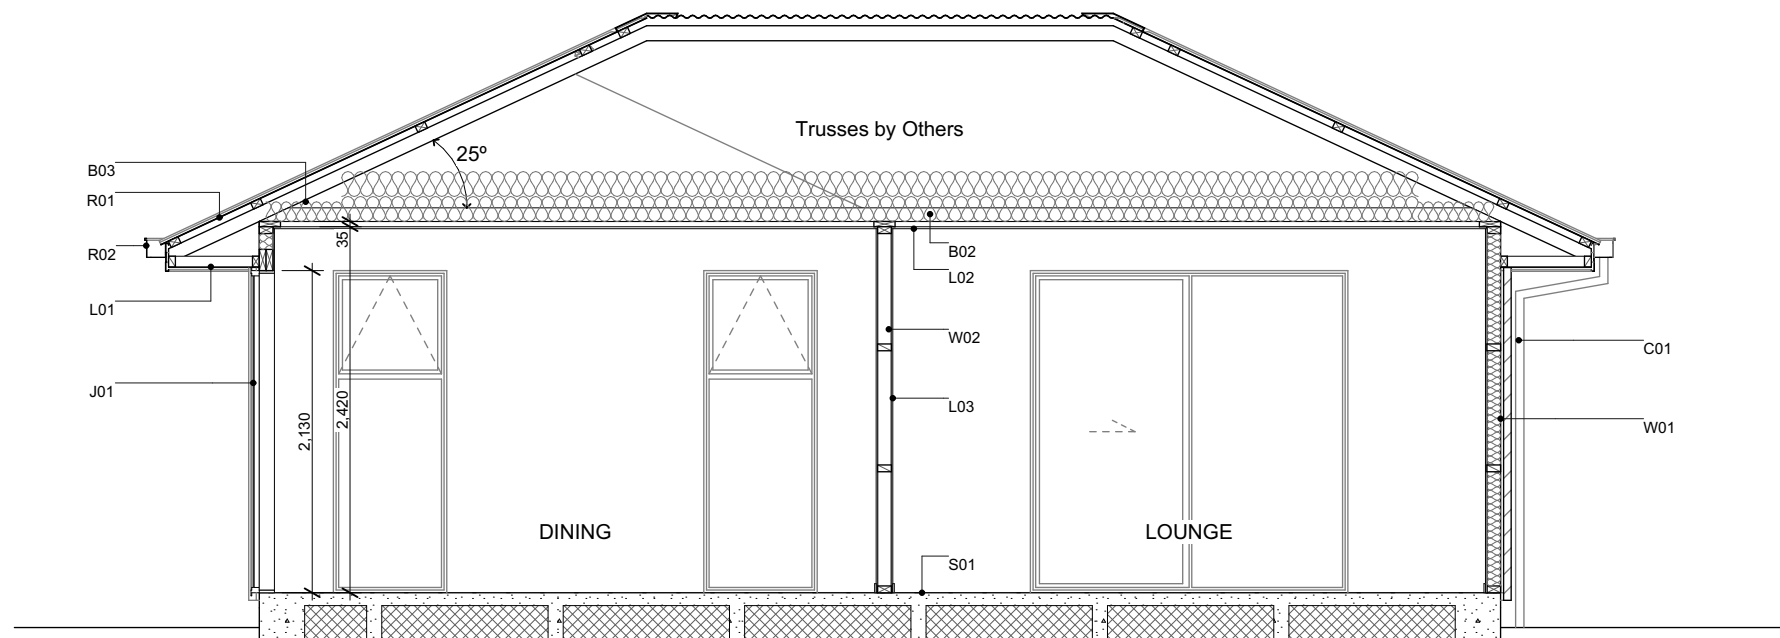 Trusses by Others
25º
B03
R01
R02
L01
J01
35
2,130
2,420
B02
L02
W02
L03
S01
C01
W01
DINING
LOUNGE